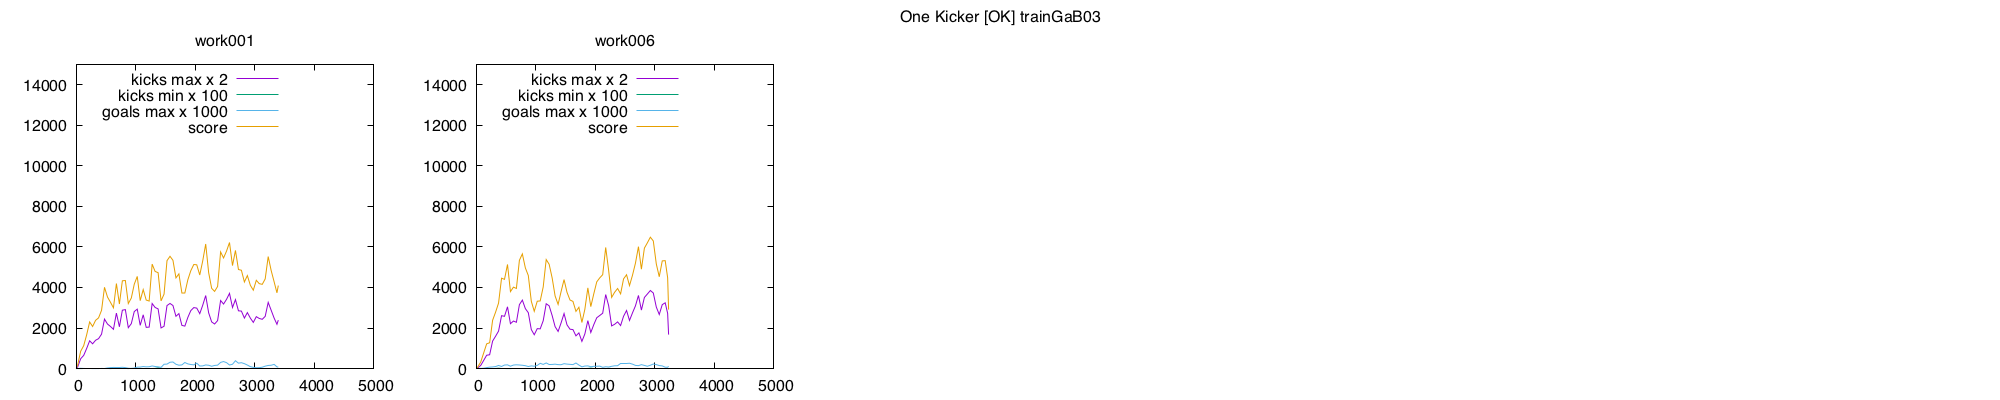 One Kicker [OK] trainGaB03
work001
kicks max x 2
kicks min x 100
goals max x 1000
score
14000
12000
10000
8000
6000
4000
2000
0
0 1000 2000 3000 4000 5000
work006
kicks max x 2
kicks min x 100
goals max x 1000
score
14000
12000
10000
8000
6000
4000
2000
0
0 1000 2000 3000 4000 5000